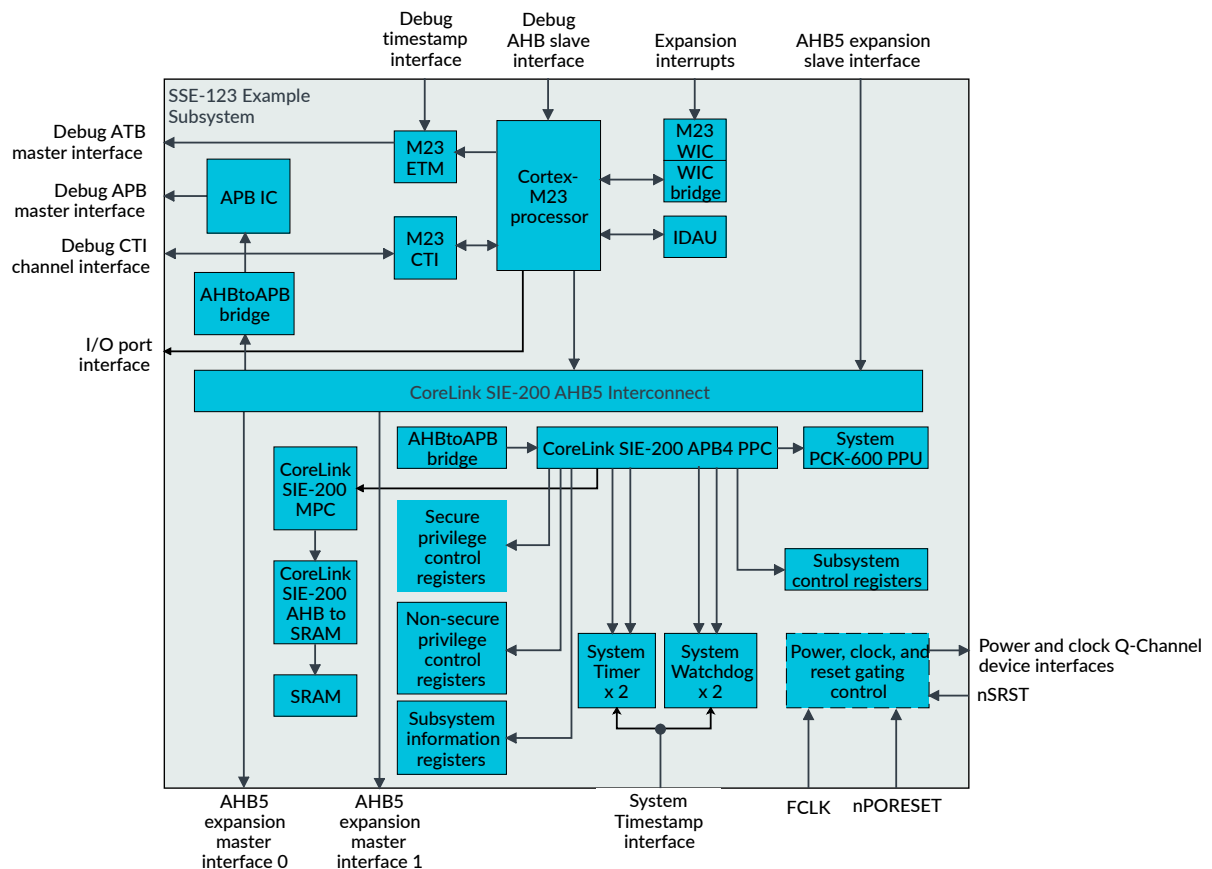 Debug
timestamp
interface
Debug
AHB slave
interface
Expansion
interrupts
AHB5 expansion
slave interface
SSE-123 Example
Subsystem
Debug ATB
master interface
Debug APB
master interface
Debug CTI
channel interface
I/O port
interface
M23
ETM
Cortex-
M23
processor
M23
WIC
WIC
bridge
APB IC
M23
CTI
IDAU
AHBtoAPB
bridge
CoreLink SIE-200 AHB5 Interconnect
AHBtoAPB
bridge
CoreLink SIE-200 APB4 PPC
System
PCK-600 PPU
CoreLink
SIE-200
MPC
Secure
privilege
control
registers
CoreLink
SIE-200
AHB to
SRAM
Subsystem
control registers
Non-secure
privilege
control
registers
System
Timer
x 2
System
Watchdog
x 2
Power, clock, and
reset gating
control
Power and clock Q-Channel
device interfaces
nSRST
SRAM
Subsystem
information
registers
AHB5
expansion
master
interface 0
AHB5
expansion
master
interface 1
System
Timestamp
interface
FCLK
nPORESET